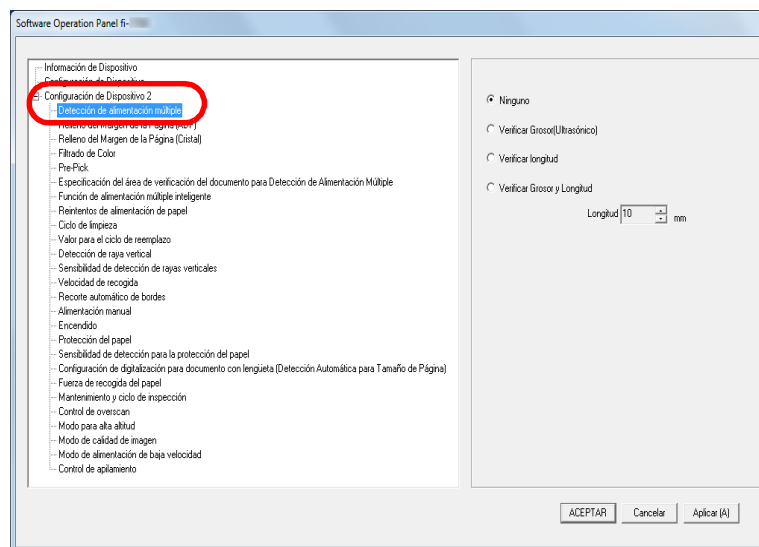 Software Operation Panel fi-
Información de Dispositivo
Configuración de Dispositivo
Configuración de Dispositivo 2
Detección de alimentación múltiple
Relleno del Margen de la Página (ADF)
Relleno del Margen de la Página (Cristal)
Filtrado de Color
Pre-Pick
Especificación del área de verificación del documento para Detección de Alimentación Múltiple
Función de alimentación múltiple inteligente
Reintentos de alimentación de papel
Ciclo de limpieza
Valor para el ciclo de reemplazo
Detección de raya vertical
Sensibilidad de detección de rayas verticales
Velocidad de recogida
Recorte automático de bordes
Alimentación manual
Encendido
Protección del papel
Sensibilidad de detección para la protección del papel
Configuración de digitalización para documento con lengüeta (Detección Automática para Tamaño de Página)
Fuerza de recogida del papel
Mantenimiento y ciclo de inspección
Control de overscan
Modo para alta altitud
Modo de calidad de imagen
Modo de alimentación de baja velocidad
Control de apilamiento
Ninguno
Verificar Grosor(Ultrasónico)
Verificar longitud
Verificar Grosor y Longitud
Longitud 10 mm
ACEPTAR Cancelar Aplicar (A)